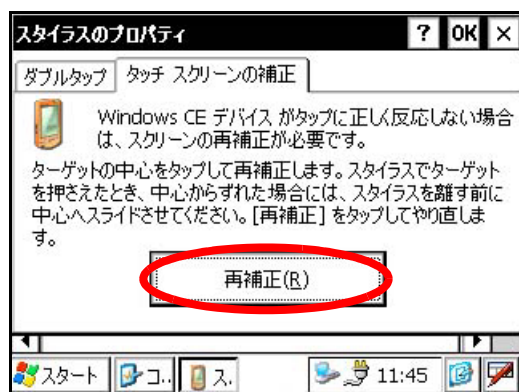 スタイラスのプロパティ ? OK ×
ダブルタップ タッチ スクリーンの補正
Windows CE デバイス がタップに正しく反応しない場合
は、スクリーンの再補正が必要です。
ターゲットの中心をタップして再補正します。スタイラスでターゲット
を押さえたとき、中心からずれた場合には、スタイラスを離す前に
中心へスライドさせてください。[再補正] をタップしてやり直しま
す。
再補正(R)
スタート コ.. ス. 11:45